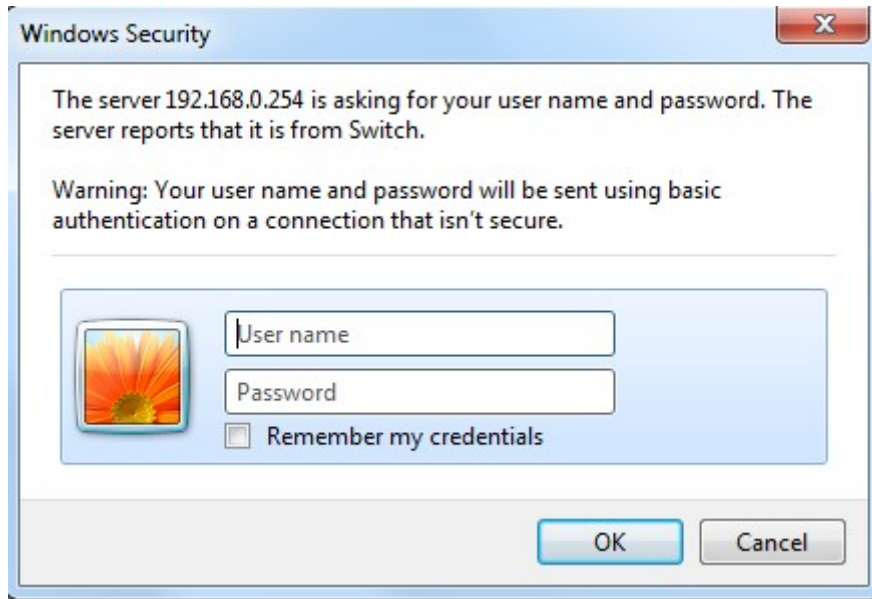 Windows Security
The server 192.168.0.254 is asking for your user name and password. The
server reports that it is from Switch.
Warning: Your user name and password will be sent using basic
authentication on a connection that isn't secure.
User name
Password
Remember my credentials
OK
Cancel